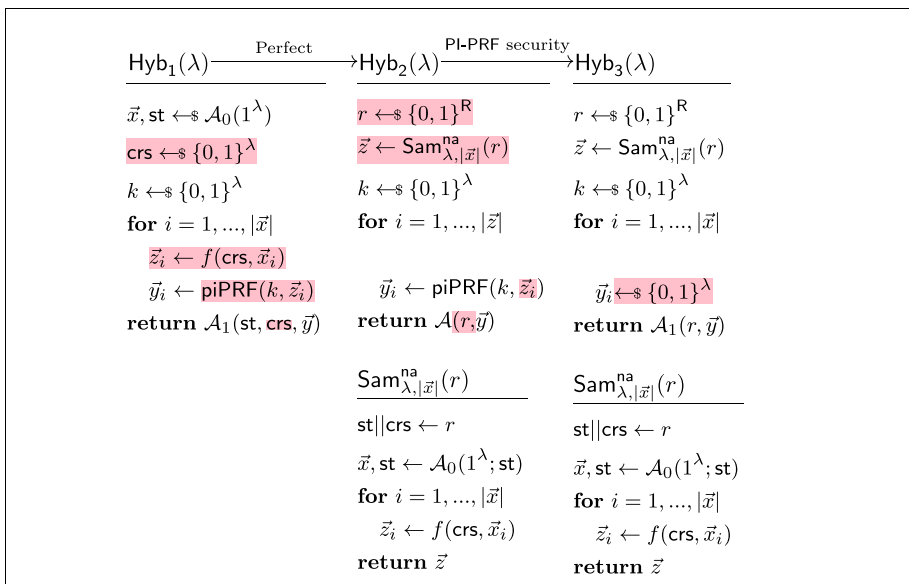 Perfect
PI-PRF security
Hyb₁(λ)
x⃗, st ←$ 𝒜₀(1^λ)
crs ←$ {0, 1}^λ
k ←$ {0, 1}^λ
for i = 1, ..., |x⃗|
z⃗ᵢ ← f(crs, x⃗ᵢ)
y⃗ᵢ ← piPRF(k, z⃗ᵢ)
return 𝒜₁(st, crs, y⃗)
Hyb₂(λ)
r ←$ {0, 1}^R
z⃗ ← Sam^na_{λ,|x⃗|}(r)
k ←$ {0, 1}^λ
for i = 1, ..., |z⃗|
y⃗ᵢ ← piPRF(k, z⃗ᵢ)
return 𝒜(r, y⃗)
Sam^na_{λ,|x⃗|}(r)
st||crs ← r
x⃗, st ← 𝒜₀(1^λ; st)
for i = 1, ..., |x⃗|
z⃗ᵢ ← f(crs, x⃗ᵢ)
return z⃗
Hyb₃(λ)
r ←$ {0, 1}^R
z⃗ ← Sam^na_{λ,|x⃗|}(r)
k ←$ {0, 1}^λ
for i = 1, ..., |x⃗|
y⃗ᵢ ←$ {0, 1}^λ
return 𝒜₁(r, y⃗)
Sam^na_{λ,|x⃗|}(r)
st||crs ← r
x⃗, st ← 𝒜₀(1^λ; st)
for i = 1, ..., |x⃗|
z⃗ᵢ ← f(crs, x⃗ᵢ)
return z⃗